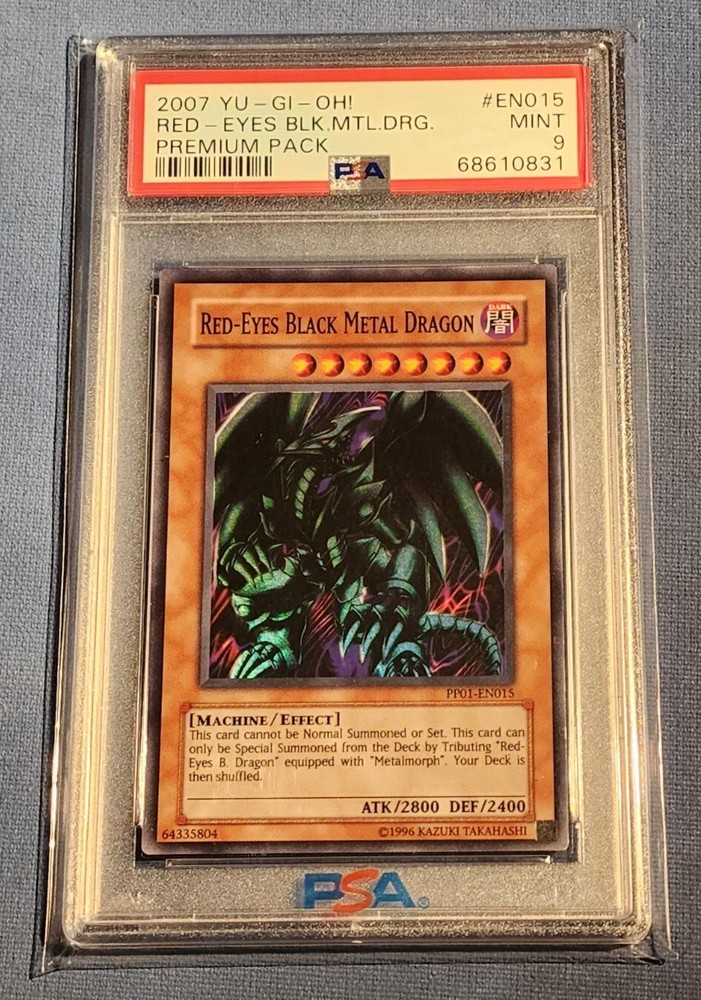 2007 YU-GI-OH! #EN015
RED-EYES BLK.MTL.DRG. MINT
PREMIUM PACK 9
PSA 68610831
RED-EYES BLACK METAL DRAGON
DARK
闇
PP01-EN015
[MACHINE/EFFECT]
This card cannot be Normal Summoned or Set. This card can
only be Special Summoned from the Deck by Tributing "Red-
Eyes B. Dragon" equipped with "Metalmorph". Your Deck is
then shuffled.
ATK/2800 DEF/2400
64335804 ©1996 KAZUKI TAKAHASHI
PSA®